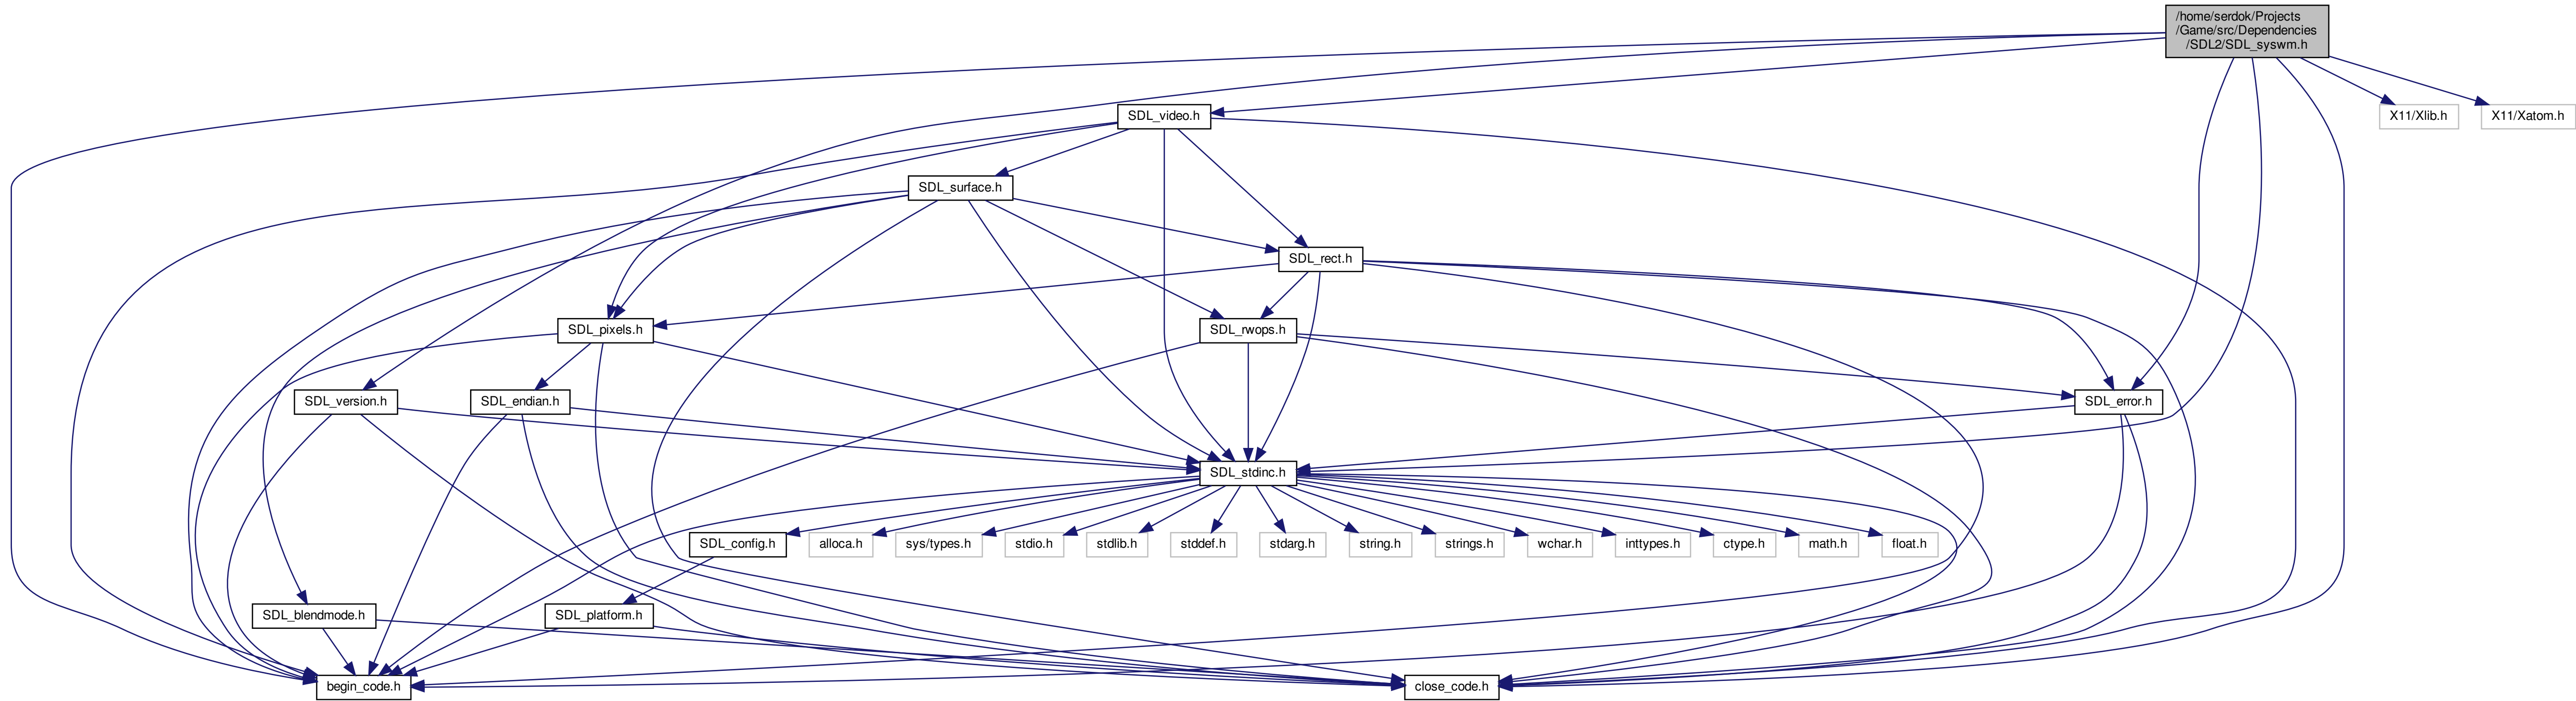 /home/serdok/Projects
/Game/src/Dependencies
/SDL2/SDL_syswm.h
SDL_video.h
X11/Xlib.h
X11/Xatom.h
SDL_surface.h
SDL_rect.h
SDL_pixels.h
SDL_rwops.h
SDL_version.h
SDL_endian.h
SDL_error.h
SDL_stdinc.h
SDL_config.h
alloca.h
sys/types.h
stdio.h
stdlib.h
stddef.h
stdarg.h
string.h
strings.h
wchar.h
inttypes.h
ctype.h
math.h
float.h
SDL_blendmode.h
SDL_platform.h
begin_code.h
close_code.h